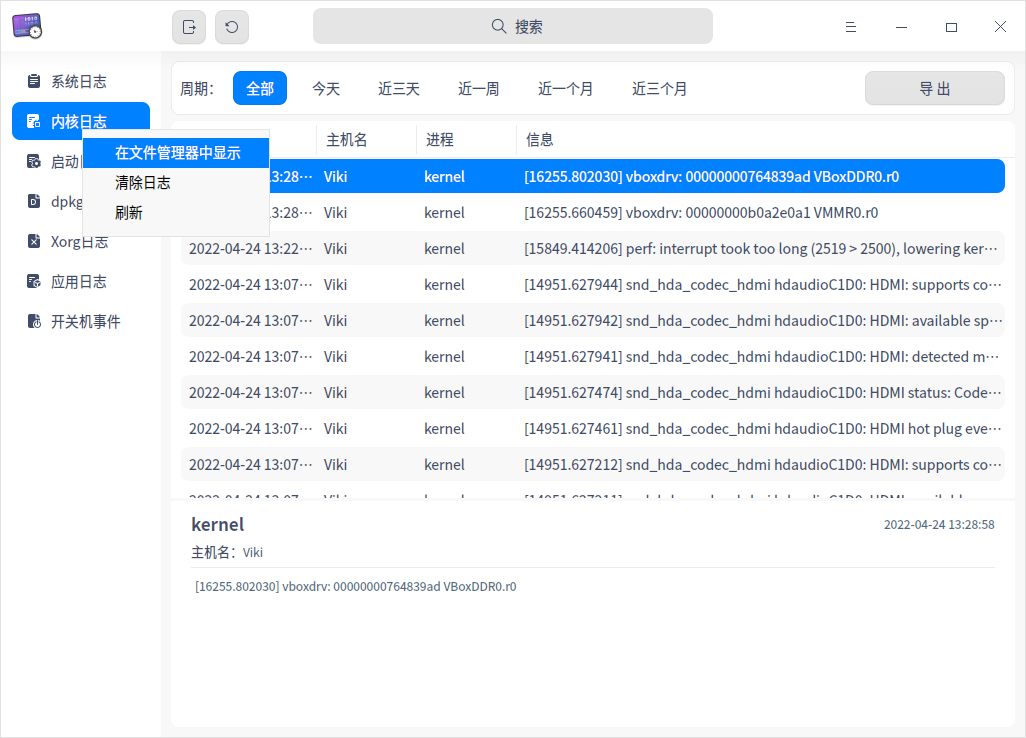 搜索
系统日志
内核日志
启动
dpkg
Xorg日志
应用日志
开关机事件
在文件管理器中显示
清除日志
刷新
周期：
全部
今天
近三天
近一周
近一个月
近三个月
导出
主机名
进程
信息
3:28··· Viki kernel [16255.802030] vboxdrv: 00000000764839ad VBoxDDR0.r0
3:28··· Viki kernel [16255.660459] vboxdrv: 00000000b0a2e0a1 VMMR0.r0
2022-04-24 13:22··· Viki kernel [15849.414206] perf: interrupt took too long (2519 > 2500), lowering ker···
2022-04-24 13:07··· Viki kernel [14951.627944] snd_hda_codec_hdmi hdaudioC1D0: HDMI: supports co···
2022-04-24 13:07··· Viki kernel [14951.627942] snd_hda_codec_hdmi hdaudioC1D0: HDMI: available sp···
2022-04-24 13:07··· Viki kernel [14951.627941] snd_hda_codec_hdmi hdaudioC1D0: HDMI: detected m···
2022-04-24 13:07··· Viki kernel [14951.627474] snd_hda_codec_hdmi hdaudioC1D0: HDMI status: Code···
2022-04-24 13:07··· Viki kernel [14951.627461] snd_hda_codec_hdmi hdaudioC1D0: HDMI hot plug eve···
2022-04-24 13:07··· Viki kernel [14951.627212] snd_hda_codec_hdmi hdaudioC1D0: HDMI: supports co···
kernel
2022-04-24 13:28:58
主机名：Viki
[16255.802030] vboxdrv: 00000000764839ad VBoxDDR0.r0